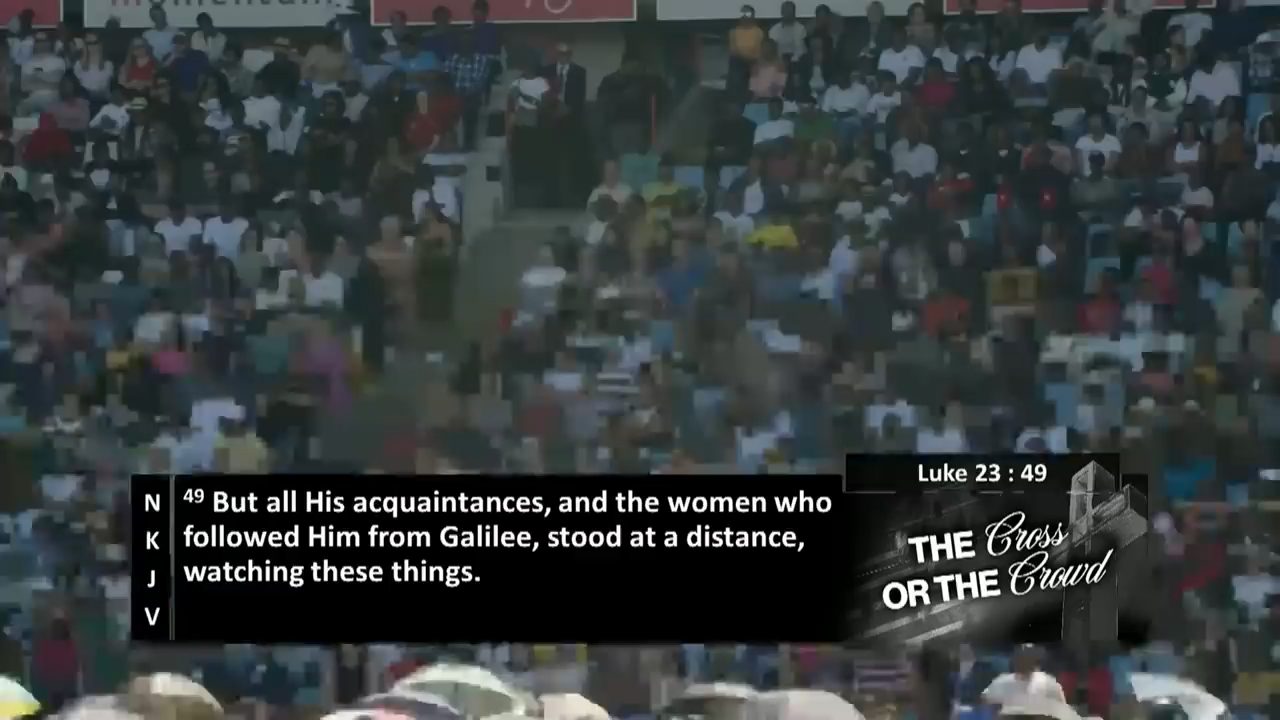 momentum
Luke 23 : 49
N
K
J
V
49 But all His acquaintances, and the women who
followed Him from Galilee, stood at a distance,
watching these things.
THE Cross
OR THE Crowd